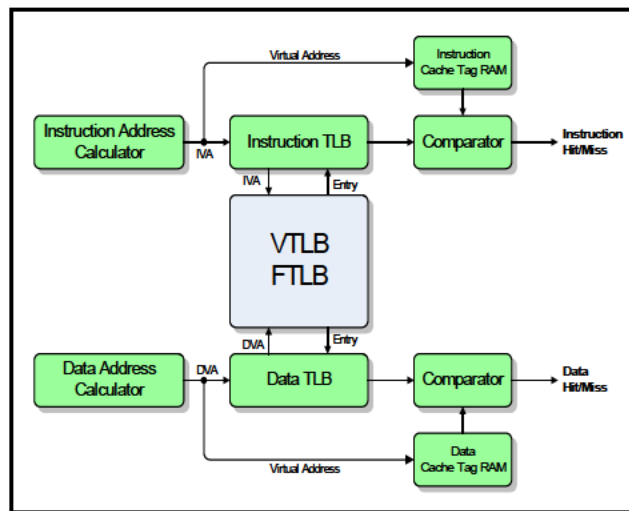 Virtual Address
Instruction
Cache Tag RAM
Instruction Address
Calculator
IVA
Instruction TLB
Comparator
Instruction
Hit/Miss
IVA
Entry
VTLB
FTLB
DVA
Entry
Data Address
Calculator
DVA
Data TLB
Comparator
Data
Hit/Miss
Virtual Address
Data
Cache Tag RAM